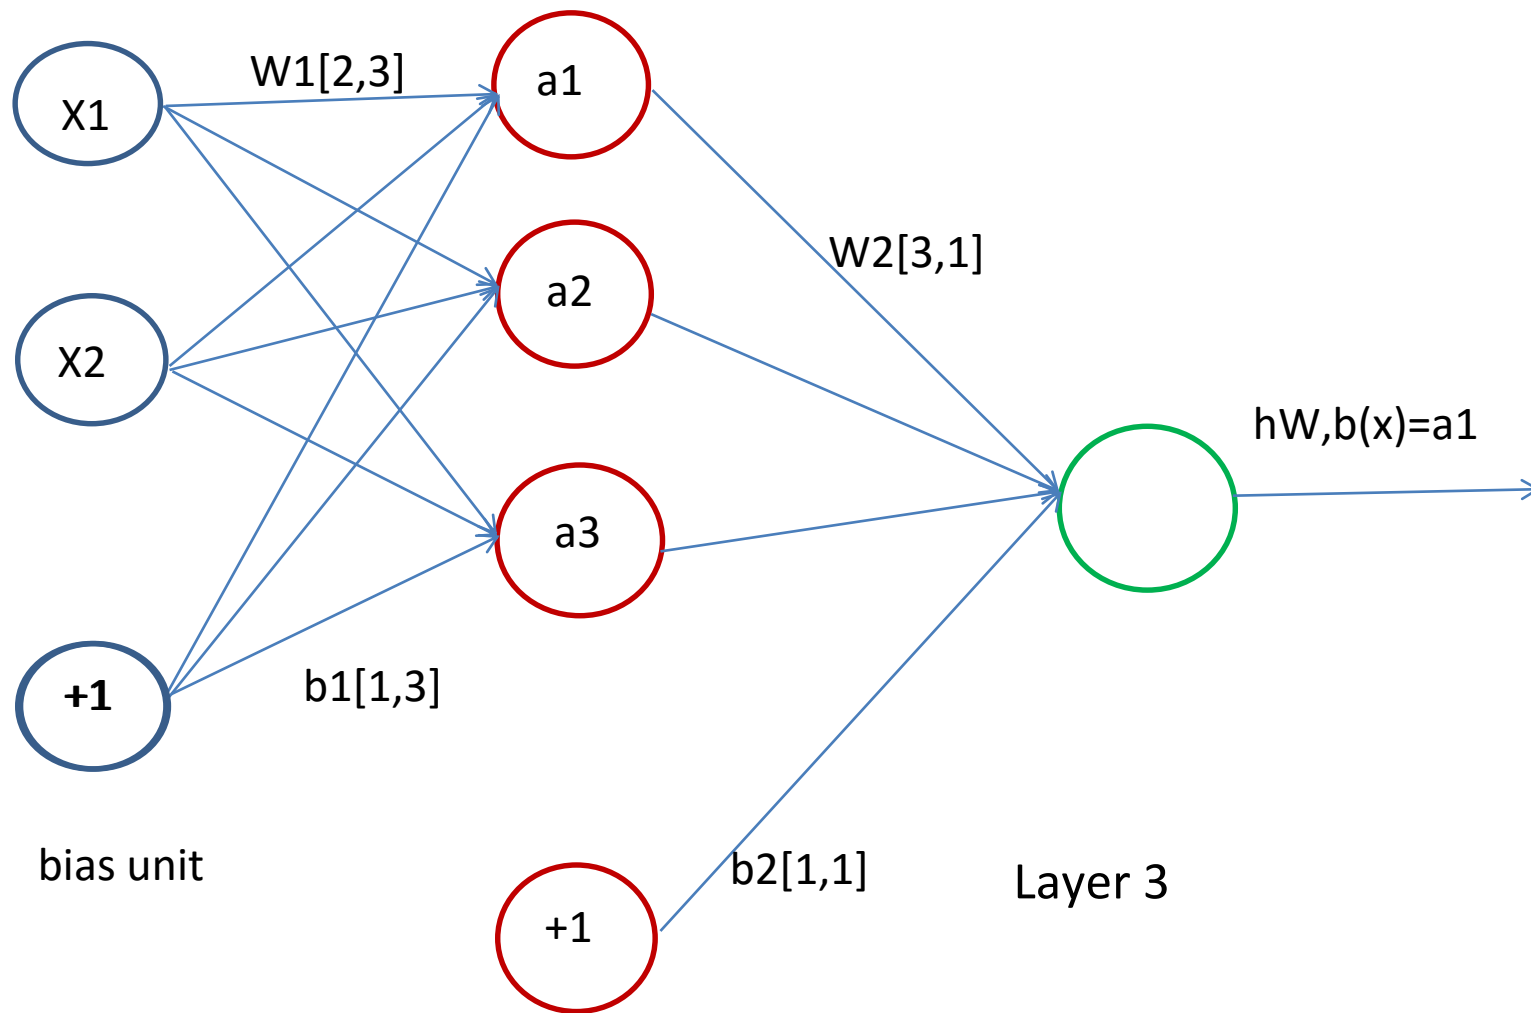 X1
W1[2,3]
a1
X2
a2
W2[3,1]
a3
hW,b(x)=a1
+1
b1[1,3]
bias unit
+1
b2[1,1]
Layer 3